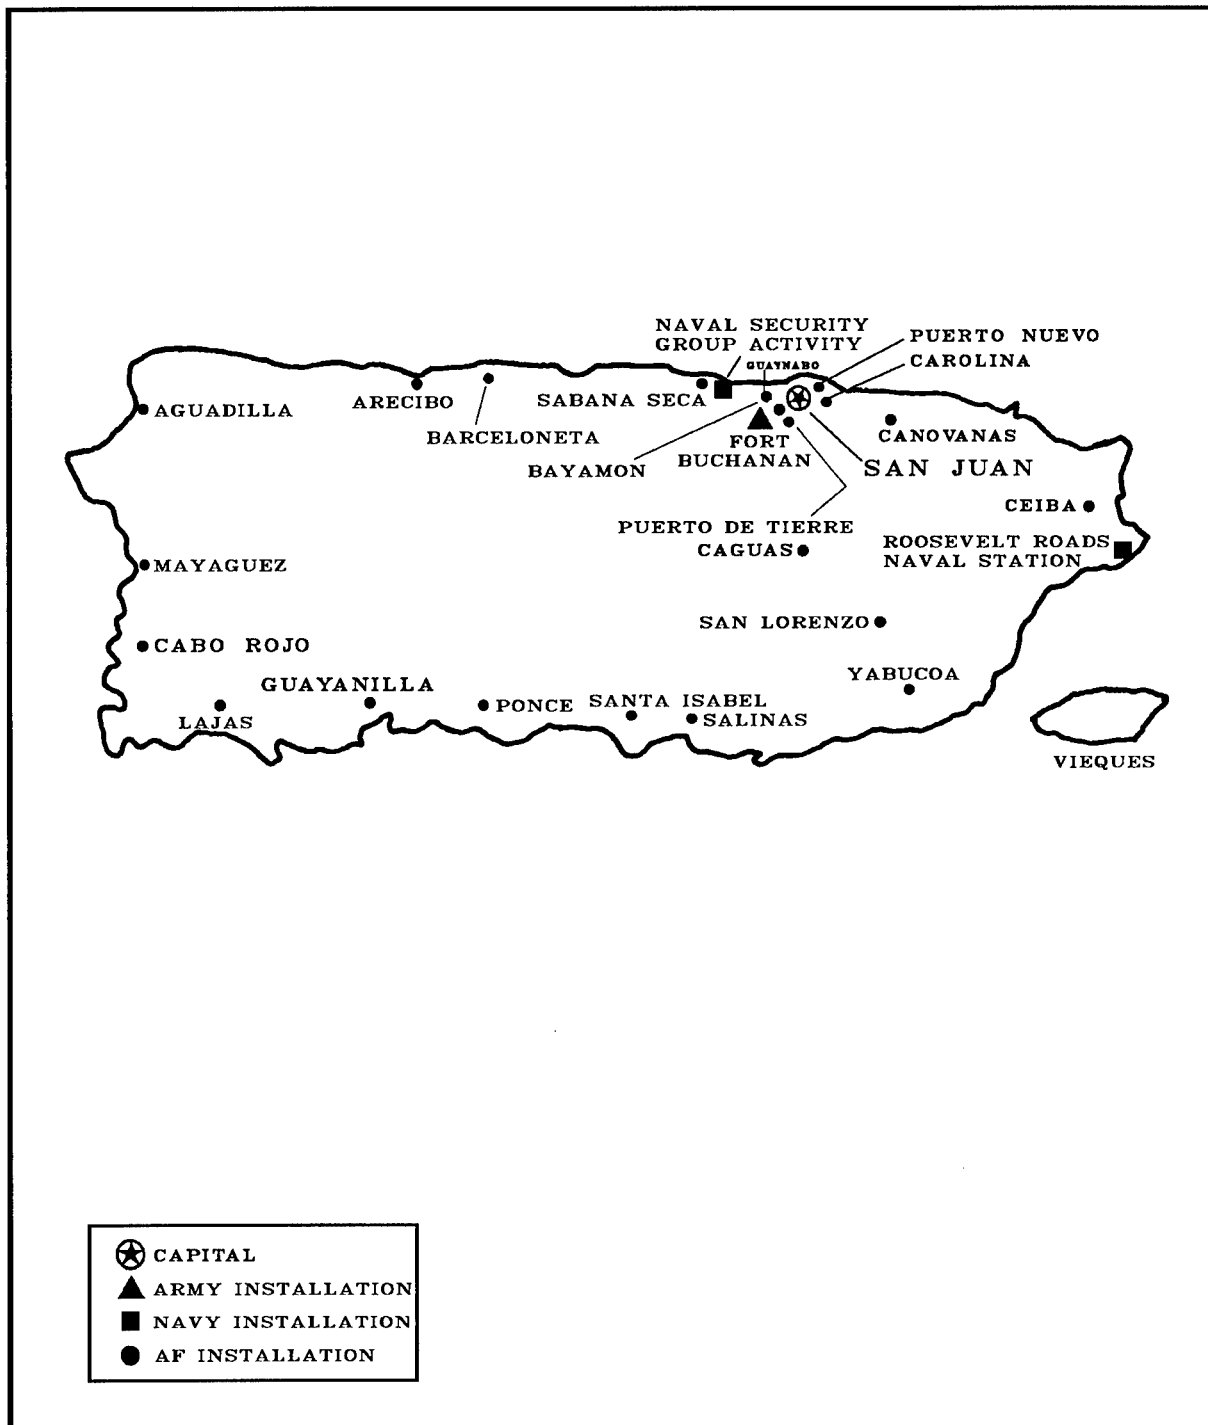 NAVAL SECURITY
GROUP ACTIVITY
PUERTO NUEVO
GUAYNABO
CAROLINA
AGUADILLA
ARECIBO
SABANA SECA
BARCELONETA
BAYAMON
FORT
BUCHANAN
CANOVANAS
SAN JUAN
CEIBA
PUERTO DE TIERRE
CAGUAS
ROOSEVELT ROADS
NAVAL STATION
MAYAGUEZ
SAN LORENZO
CABO ROJO
YABUCOA
GUAYANILLA
LAJAS
PONCE
SANTA ISABEL
SALINAS
VIEQUES
CAPITAL
ARMY INSTALLATION
NAVY INSTALLATION
AF INSTALLATION